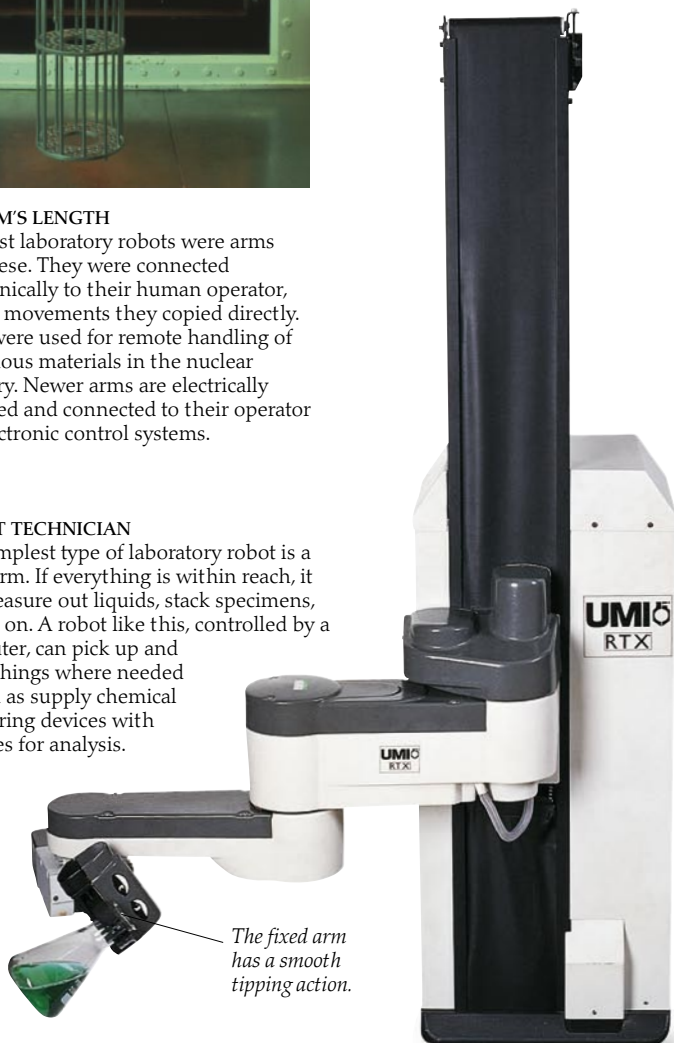 M'S LENGTH
st laboratory robots were arms
ese. They were connected
nically to their human operator,
movements they copied directly.
were used for remote handling of
ous materials in the nuclear
ry. Newer arms are electrically
ed and connected to their operator
ectronic control systems.
T TECHNICIAN
mplest type of laboratory robot is a
rm. If everything is within reach, it
easure out liquids, stack specimens,
on. A robot like this, controlled by a
uter, can pick up and
hings where needed
as supply chemical
ring devices with
es for analysis.
UMI
RTX
UMI
RTX
The fixed arm
has a smooth
tipping action.